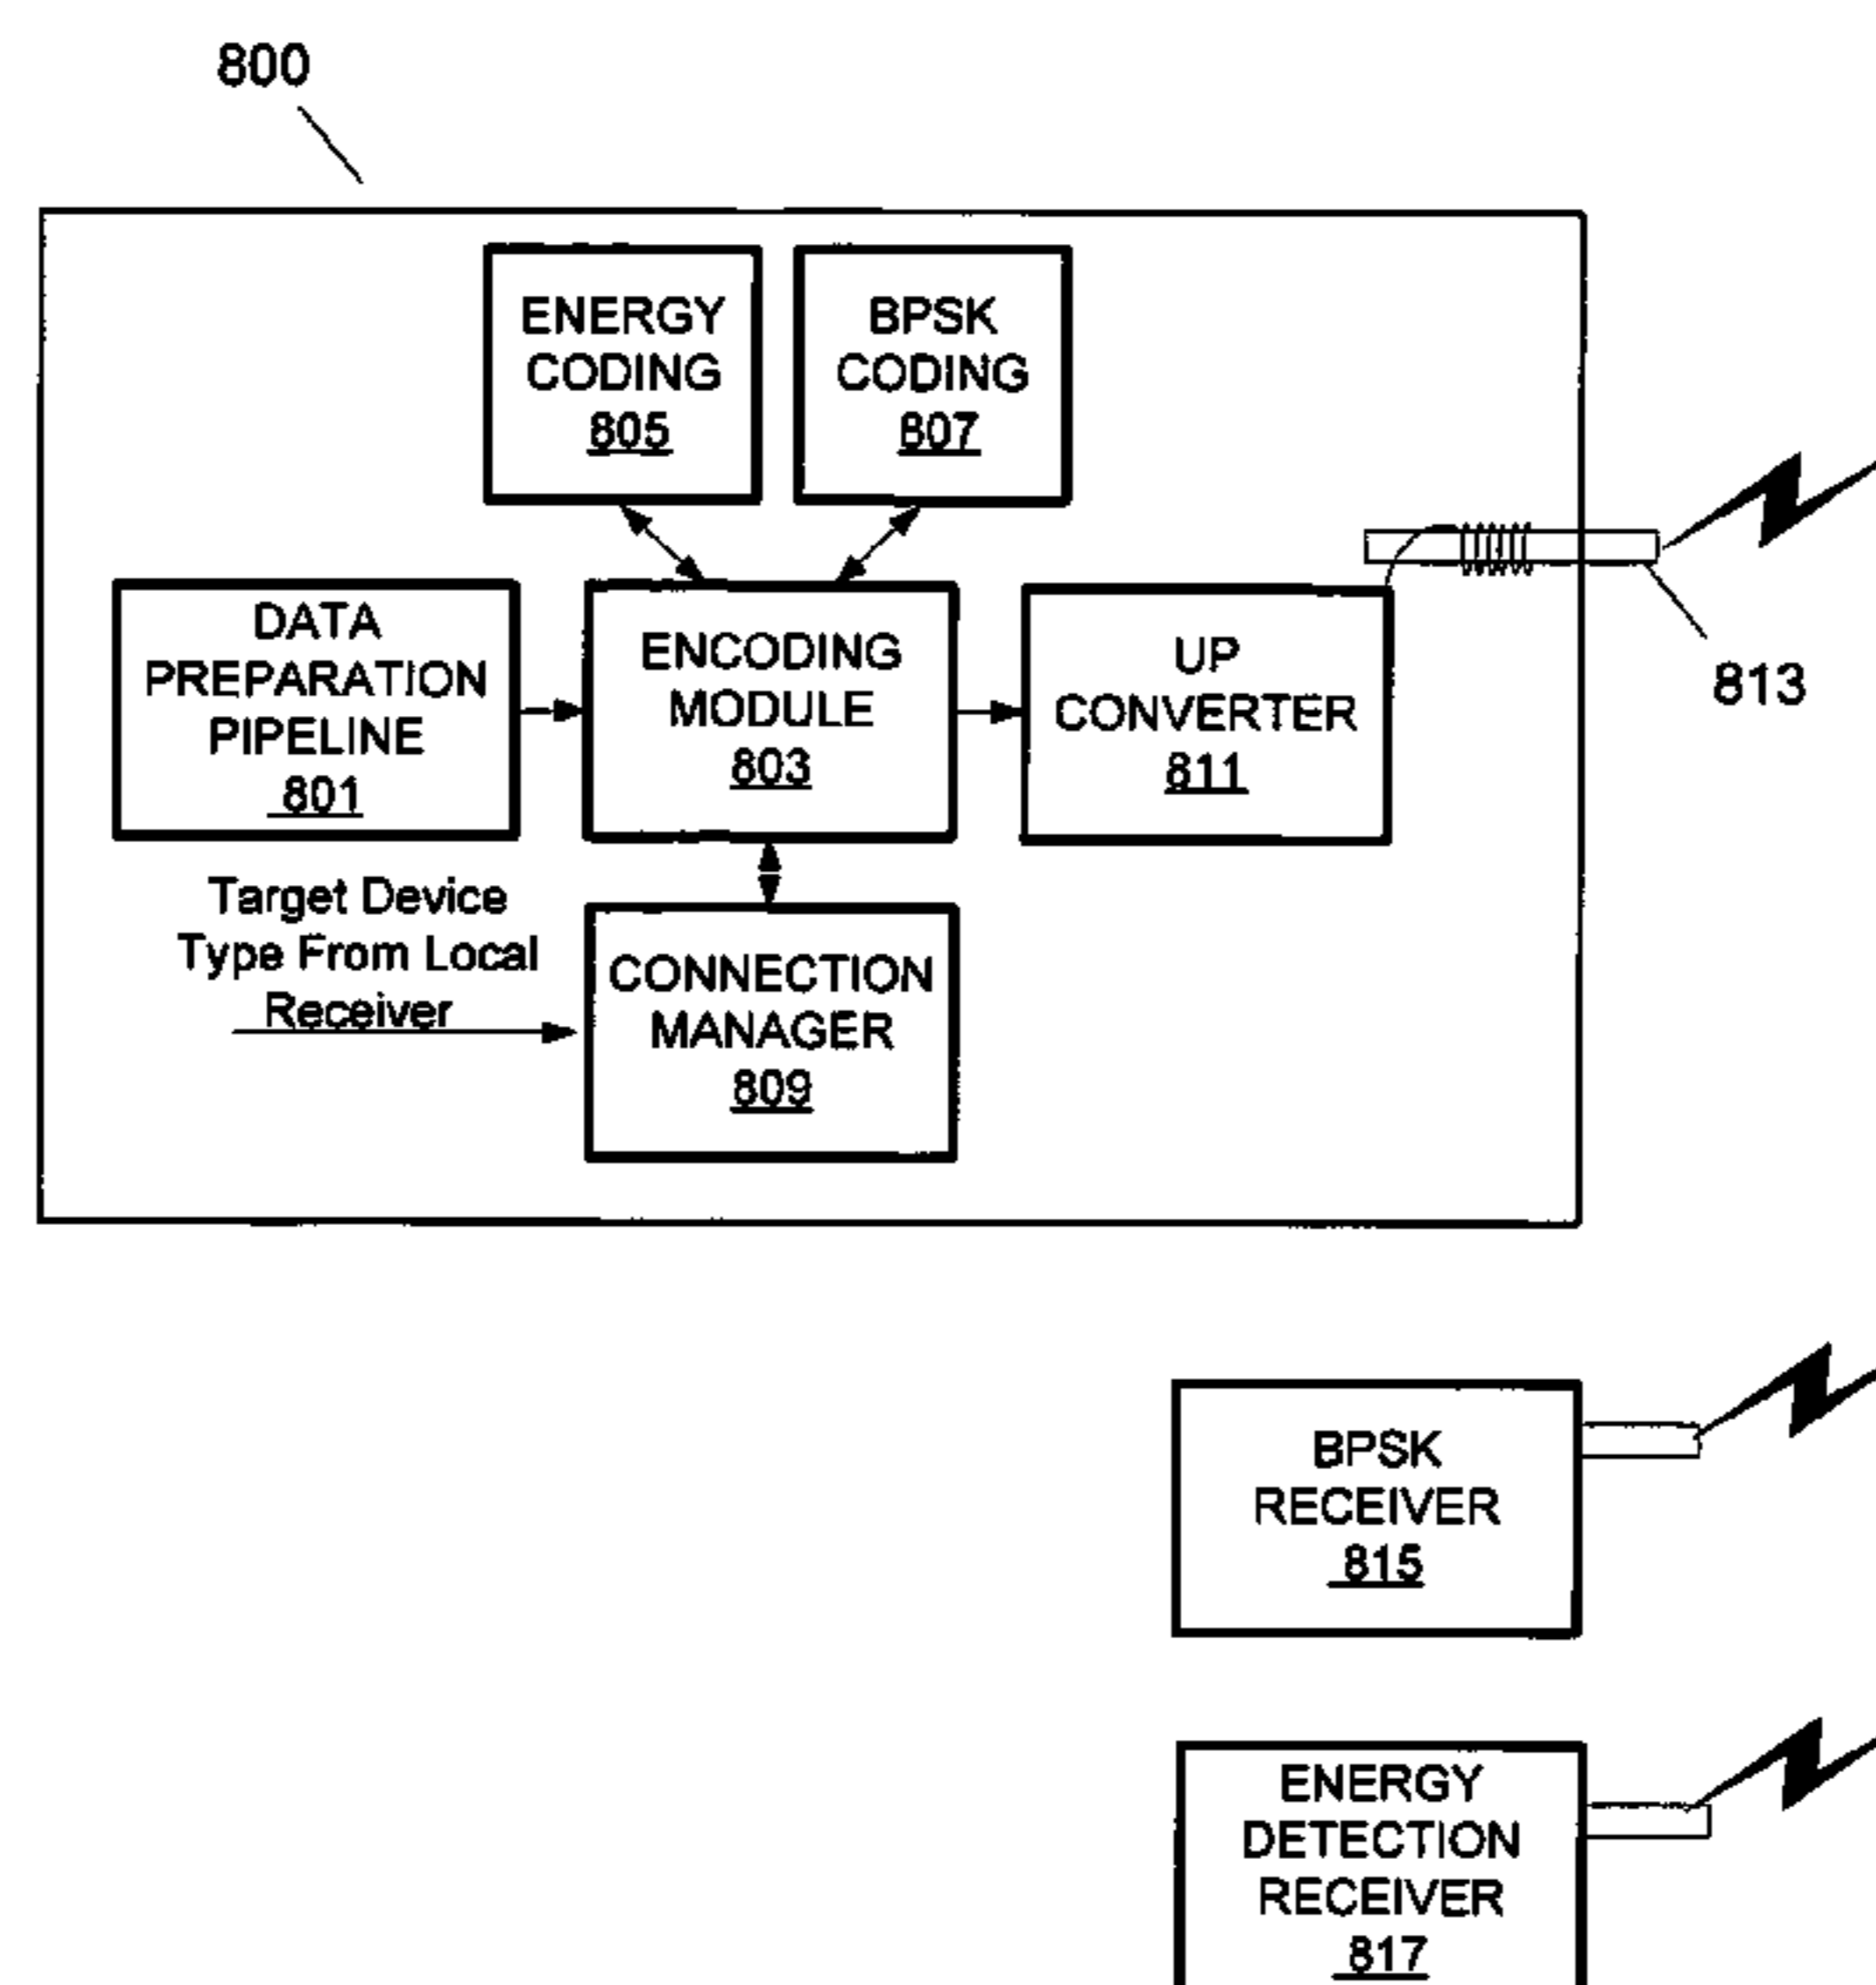 800
ENERGY
CODING
805
BPSK
CODING
807
DATA
PREPARATION
PIPELINE
801
ENCODING
MODULE
803
UP
CONVERTER
811
813
Target Device
Type From Local
Receiver
CONNECTION
MANAGER
809
BPSK
RECEIVER
815
ENERGY
DETECTION
RECEIVER
817